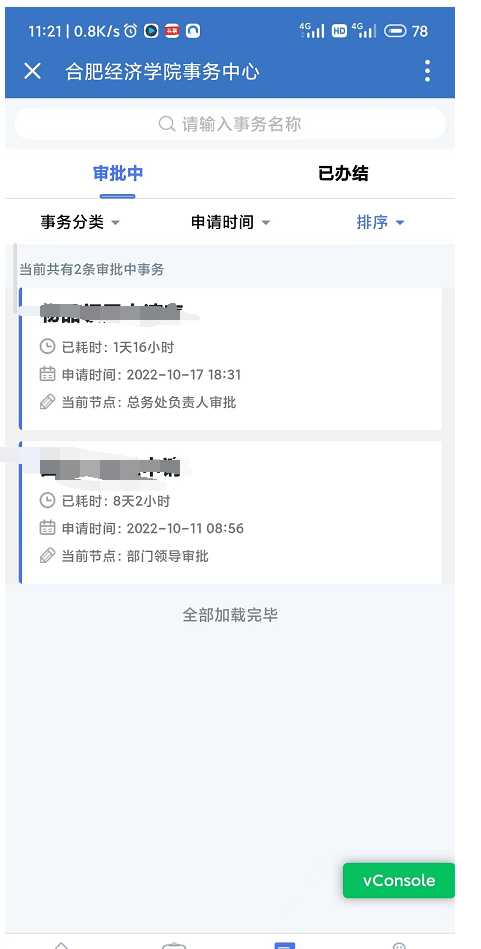 11:21 | 0.8K/s 4G HD 4G 78
合肥经济学院事务中心
请输入事务名称
审批中 已办结
事务分类 申请时间 排序
当前共有2条审批中事务
已耗时: 1天16小时
申请时间: 2022-10-17 18:31
当前节点: 总务处负责人审批
申请
已耗时: 8天2小时
申请时间: 2022-10-11 08:56
当前节点: 部门领导审批
全部加载完毕
vConsole